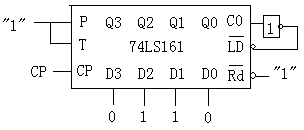 "1" P Q3 Q2 Q1 Q0 C0 1
T 74LS161 LD
CP CP D3 D2 D1 D0 Rd "1"
0 1 1 0